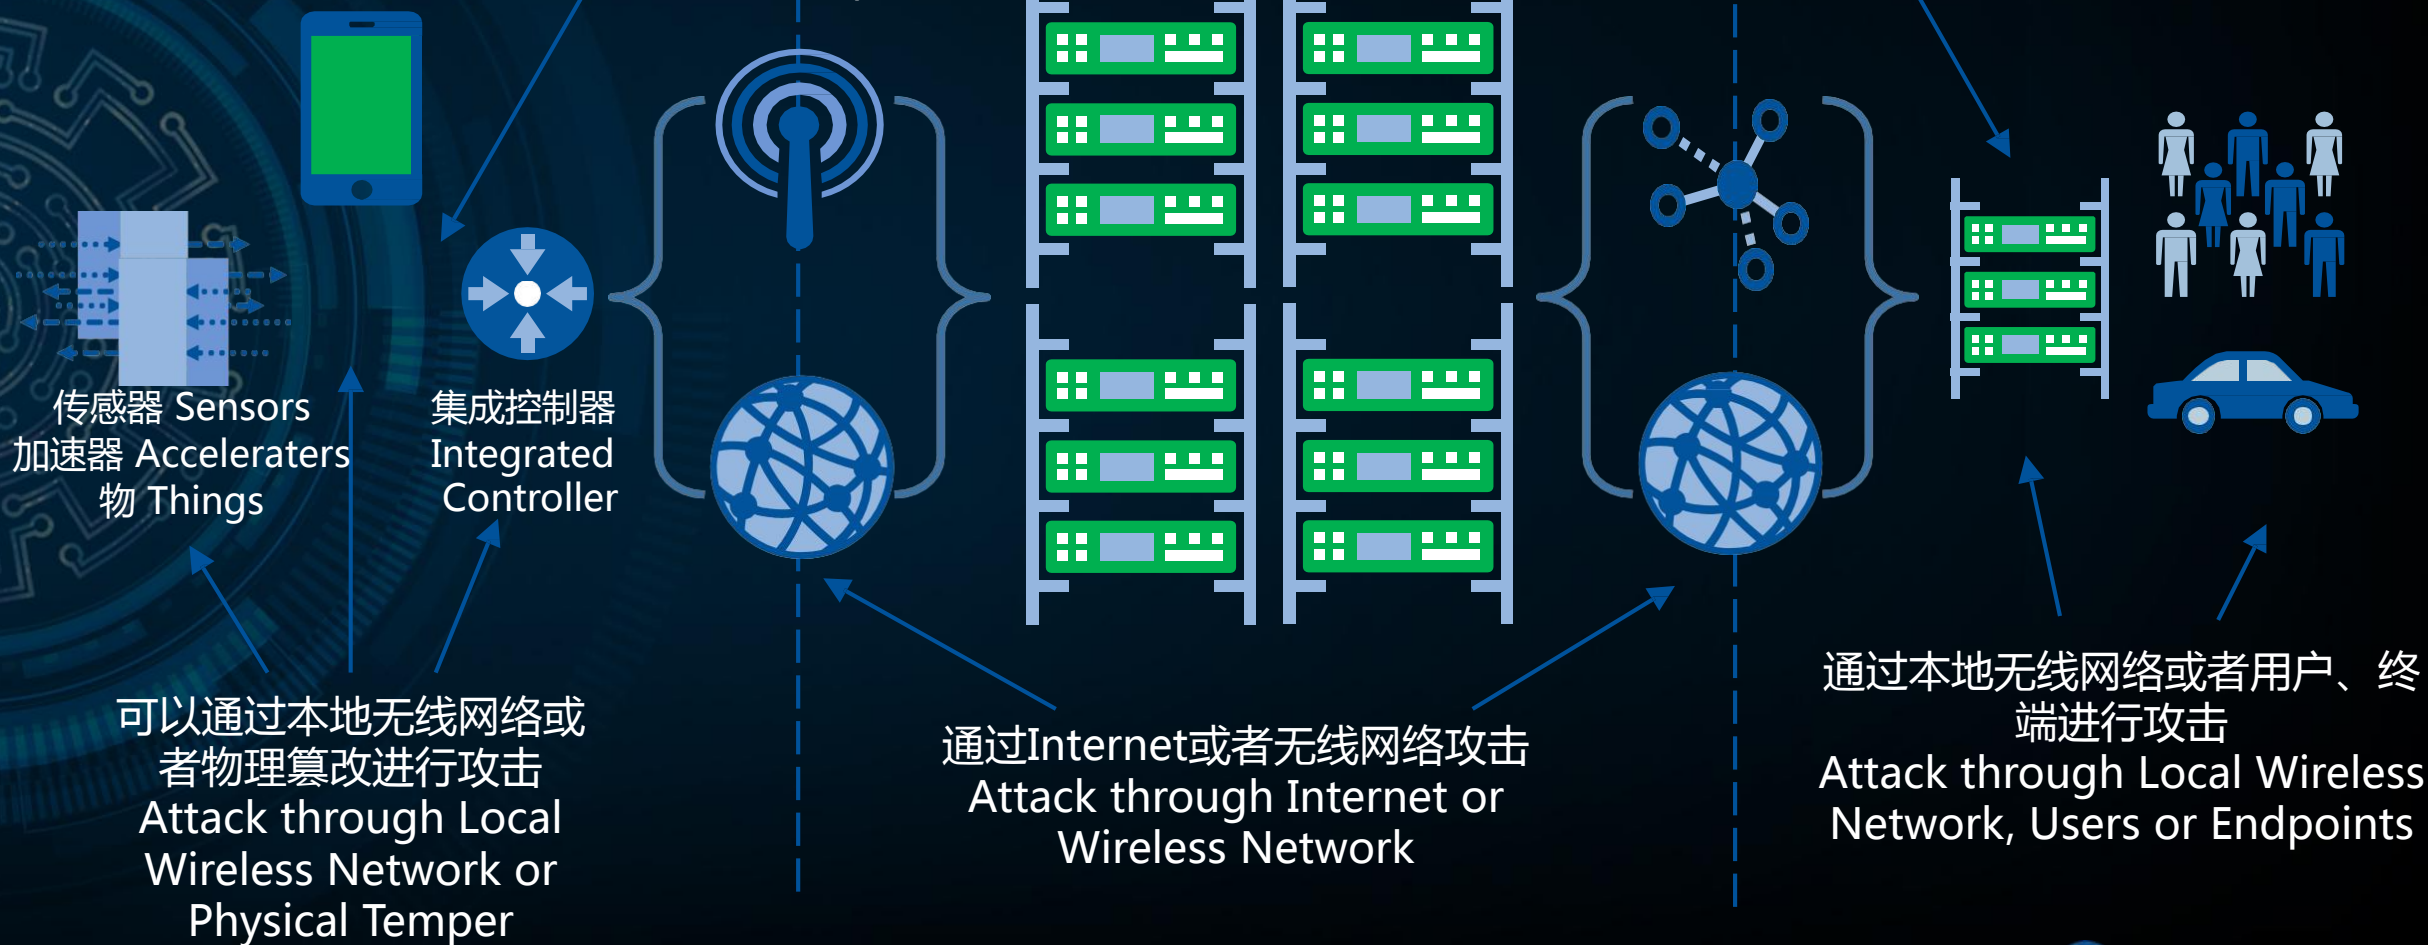 传感器 Sensors
加速器 Acceleraters
物 Things
集成控制器
Integrated
Controller
可以通过本地无线网络或
者物理篡改进行攻击
Attack through Local
Wireless Network or
Physical Temper
通过Internet或者无线网络攻击
Attack through Internet or
Wireless Network
通过本地无线网络或者用户、终
端进行攻击
Attack through Local Wireless
Network, Users or Endpoints